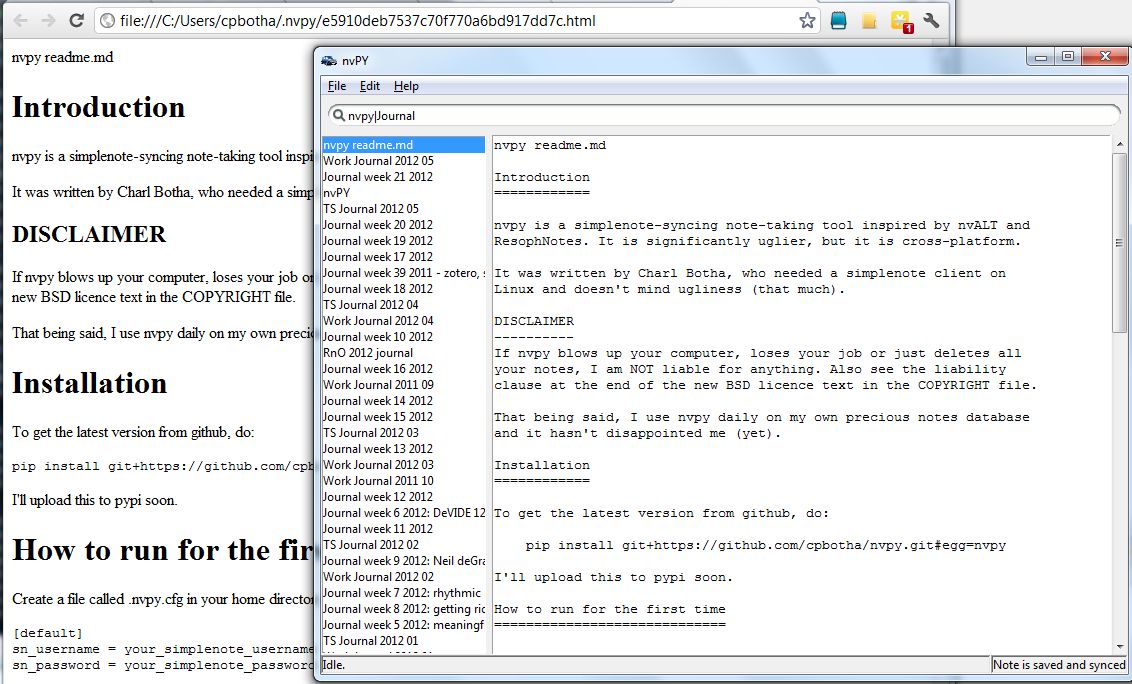 file:///C:/Users/cpbotha/.nvpy/e5910deb7537c70f770a6bd917dd7c.html
1
nvpy readme.md
Introduction
nvpy is a simplenote-syncing note-taking tool inspi
It was written by Charl Botha, who needed a simp
DISCLAIMER
If nvpy blows up your computer, loses your job or
new BSD licence text in the COPYRIGHT file.
That being said, I use nvpy daily on my own precio
Installation
To get the latest version from github, do:
pip install git+https://github.com/cpb
I'll upload this to pypi soon.
How to run for the fir
Create a file called .nvpy.cfg in your home director
[default]
sn_username = your_simplenote_username
sn_password = your_simplenote_password
nvPY
File Edit Help
nvpy|Journal
nvpy readme.md
Work Journal 2012 05
Journal week 21 2012
nvPY
TS Journal 2012 05
Journal week 20 2012
Journal week 19 2012
Journal week 17 2012
Journal week 39 2011 - zotero, s
Journal week 18 2012
TS Journal 2012 04
Work Journal 2012 04
Journal week 10 2012
RnO 2012 journal
Journal week 16 2012
Work Journal 2011 09
Journal week 14 2012
Journal week 15 2012
TS Journal 2012 03
Journal week 13 2012
Work Journal 2012 03
Work Journal 2011 10
Journal week 12 2012
Journal week 6 2012: DeVIDE 12
Journal week 11 2012
TS Journal 2012 02
Journal week 9 2012: Neil deGra
Work Journal 2012 02
Journal week 7 2012: rhythmic
Journal week 8 2012: getting ric
Journal week 5 2012: meaningf
TS Journal 2012 01
nvpy readme.md
Introduction
============
nvpy is a simplenote-syncing note-taking tool inspired by nvALT and
ResophNotes. It is significantly uglier, but it is cross-platform.
It was written by Charl Botha, who needed a simplenote client on
Linux and doesn't mind ugliness (that much).
DISCLAIMER
----------
If nvpy blows up your computer, loses your job or just deletes all
your notes, I am NOT liable for anything. Also see the liability
clause at the end of the new BSD licence text in the COPYRIGHT file.
That being said, I use nvpy daily on my own precious notes database
and it hasn't disappointed me (yet).
Installation
============
To get the latest version from github, do:
pip install git+https://github.com/cpbotha/nvpy.git#egg=nvpy
I'll upload this to pypi soon.
How to run for the first time
=============================
Idle.
Note is saved and synced